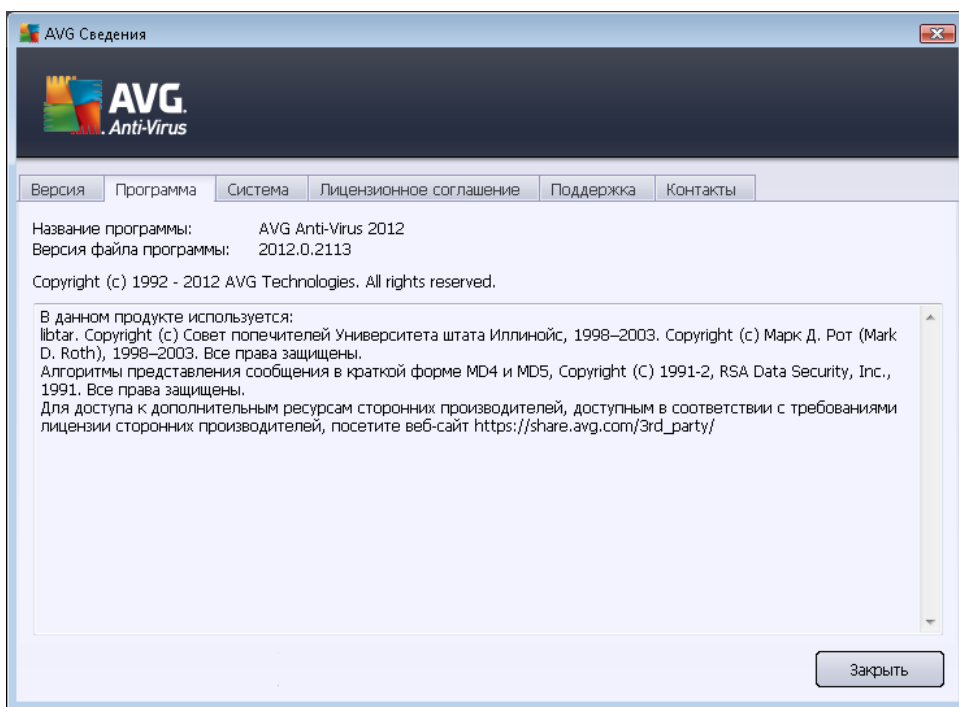 AVG Сведения
AVG.
Anti-Virus
Версия
Программа
Система
Лицензионное соглашение
Поддержка
Контакты
Название программы: AVG Anti-Virus 2012
Версия файла программы: 2012.0.2113
Copyright (c) 1992 - 2012 AVG Technologies. All rights reserved.
В данном продукте используется:
libtar. Copyright (c) Совет попечителей Университета штата Иллинойс, 1998–2003. Copyright (c) Марк Д. Рот (Mark
D. Roth), 1998–2003. Все права защищены.
Алгоритмы представления сообщения в краткой форме MD4 и MD5, Copyright (C) 1991-2, RSA Data Security, Inc.,
1991. Все права защищены.
Для доступа к дополнительным ресурсам сторонних производителей, доступным в соответствии с требованиями
лицензии сторонних производителей, посетите веб-сайт https://share.avg.com/3rd_party/
Закрыть